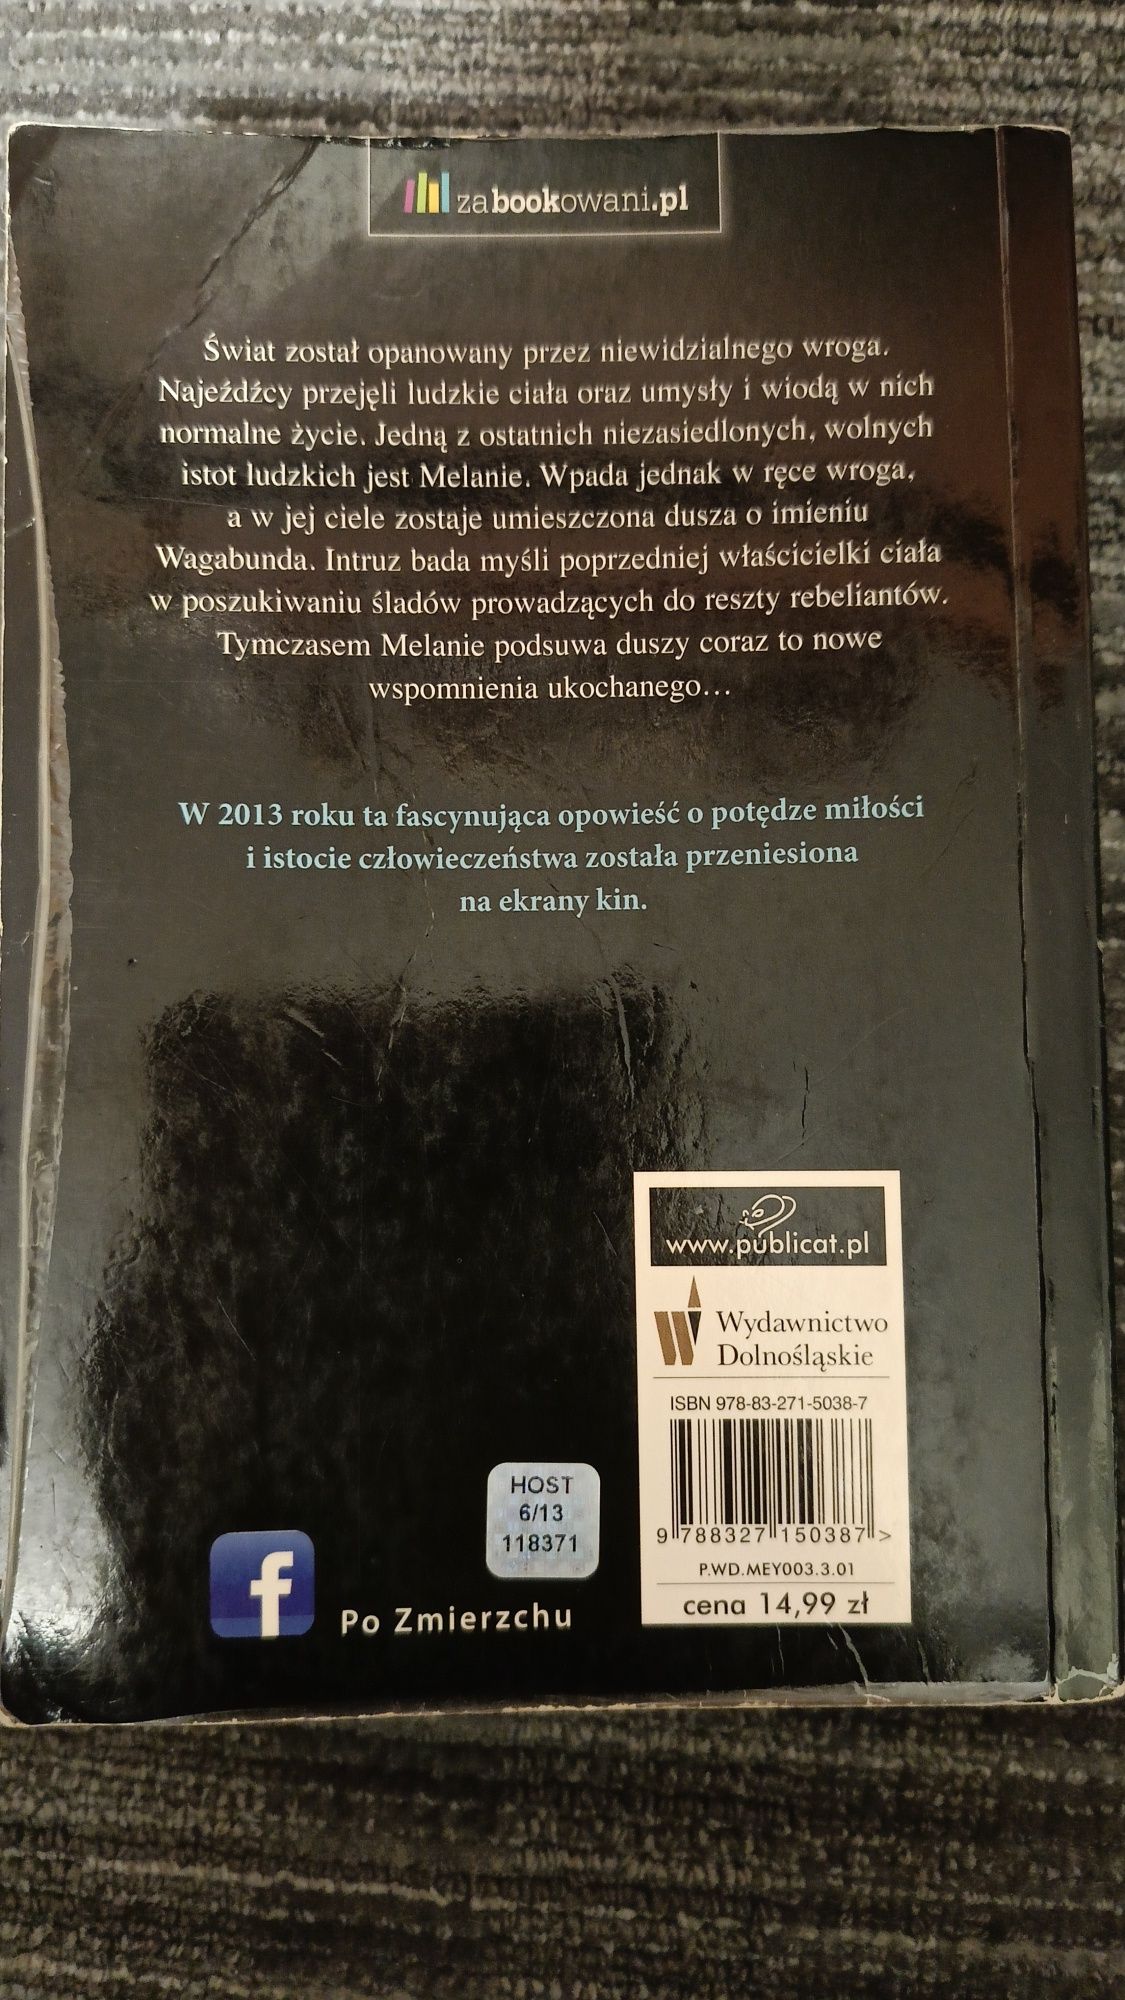 zabookowani.pl
Świat został opanowany przez niewidzialnego wroga.
Najeźdźcy przejęli ludzkie ciała oraz umysły i wiodą w nich
normalne życie. Jedną z ostatnich niezasiedlonych, wolnych
istot ludzkich jest Melanie. Wpada jednak w ręce wroga,
a w jej ciele zostaje umieszczona dusza o imieniu
Wagabunda. Intruz bada myśli poprzedniej właścicielki ciała
w poszukiwaniu śladów prowadzących do reszty rebeliantów.
Tymczasem Melanie podsuwa duszy coraz to nowe
wspomnienia ukochanego...
W 2013 roku ta fascynująca opowieść o potędze miłości
i istocie człowieczeństwa została przeniesiona
na ekrany kin.
www.publicat.pl
Wydawnictwo
Dolnośląskie
ISBN 978-83-271-5038-7
9 788327 150387 >
P.WD.MEY003.3.01
cena 14,99 zł
HOST
6/13
118371
f
Po Zmierzchu